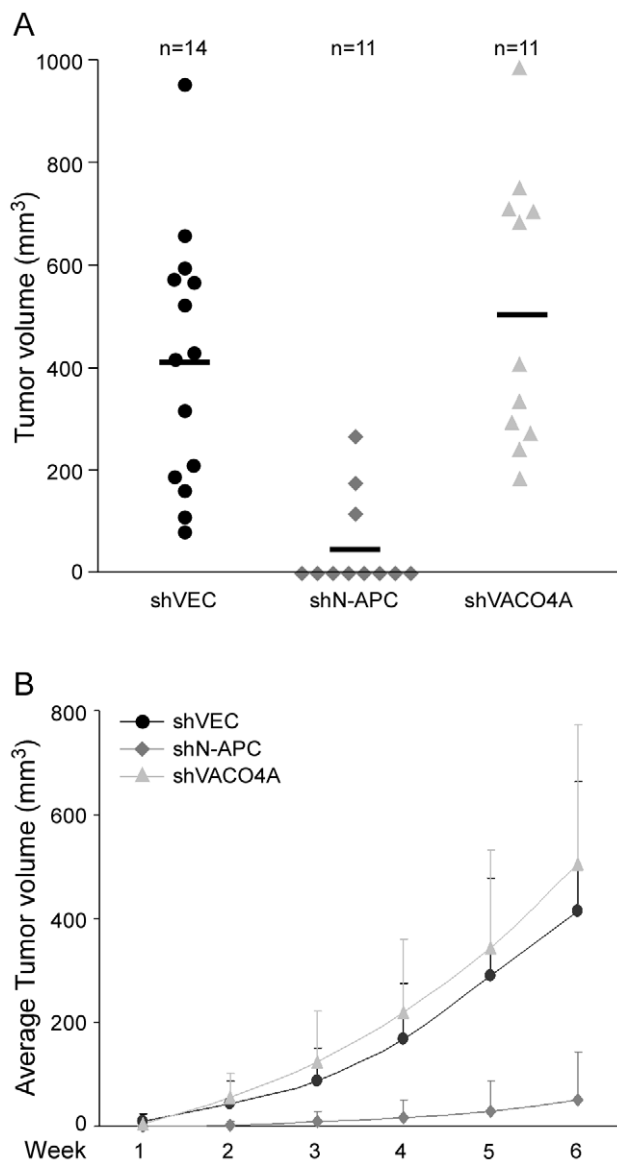 A
n=14 n=11 n=11
Tumor volume (mm³)
1000
800
600
400
200
0
shVEC shN-APC shVACO4A
B
Average Tumor volume (mm³)
800
600
400
200
0
shVEC
shN-APC
shVACO4A
Week 1 2 3 4 5 6